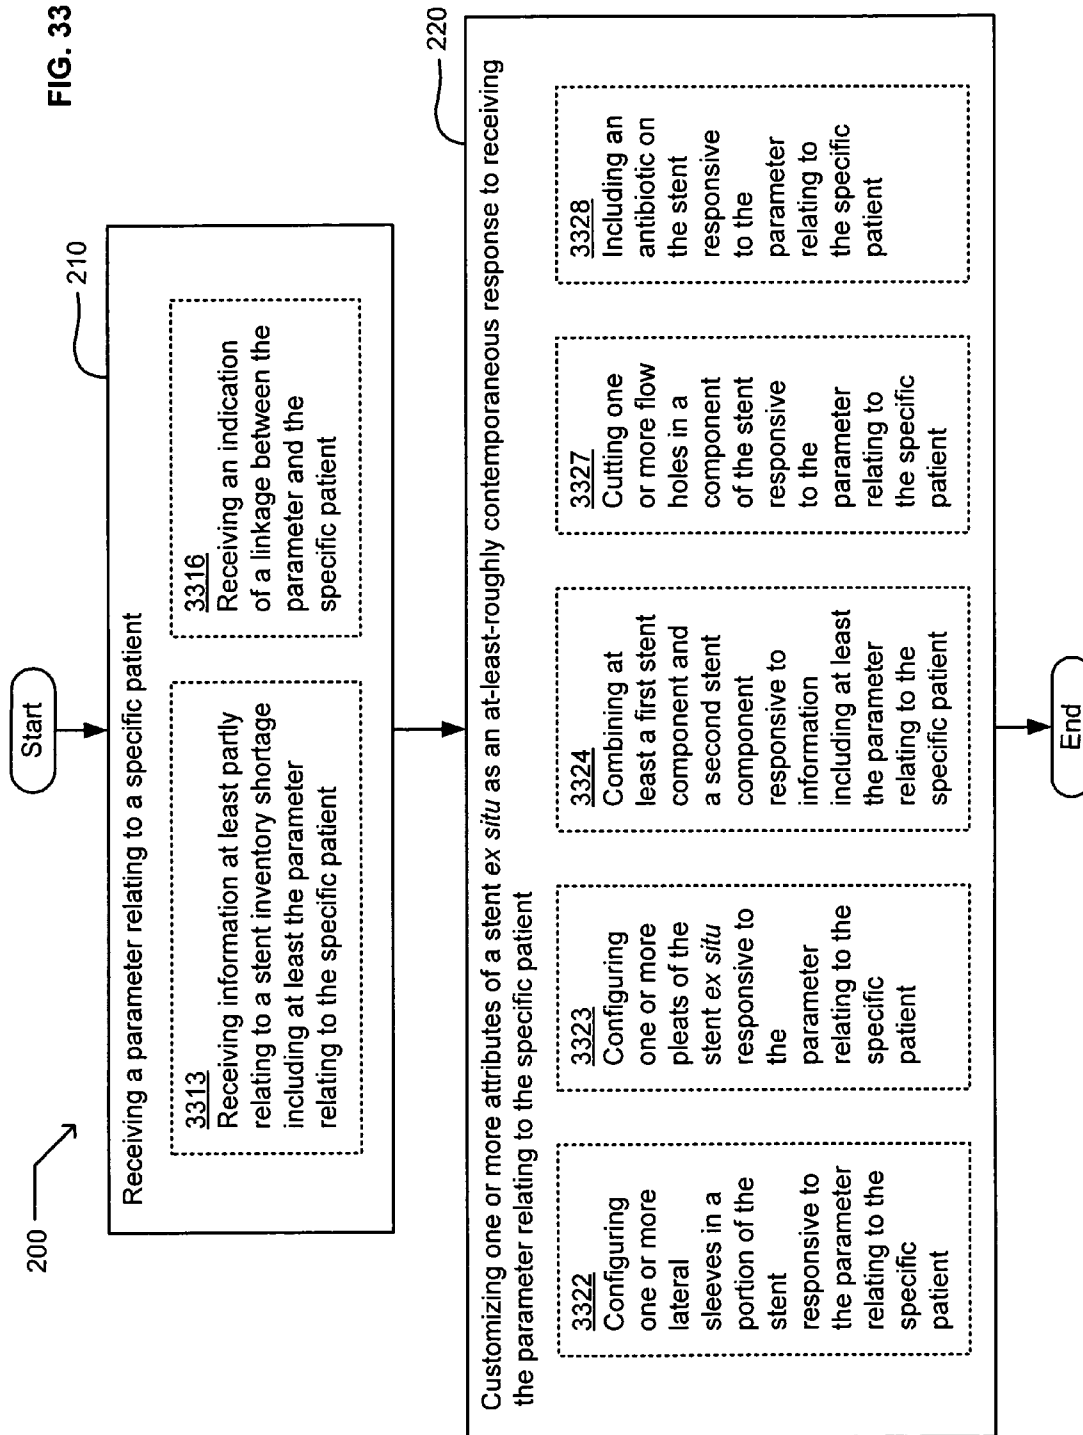 FIG. 33
200
Start
210
Receiving a parameter relating to a specific patient
3313
Receiving information at least partly
relating to a stent inventory shortage
including at least the parameter
relating to the specific patient
3316
Receiving an indication
of a linkage between the
parameter and the
specific patient
220
Customizing one or more attributes of a stent ex situ as an at-least-roughly contemporaneous response to receiving
the parameter relating to the specific patient
3322
Configuring
one or more
lateral
sleeves in a
portion of the
stent
responsive to
the parameter
relating to the
specific
patient
3323
Configuring
one or more
pleats of the
stent ex situ
responsive to
the
parameter
relating to the
specific
patient
3324
Combining at
least a first stent
component and
a second stent
component
responsive to
information
including at least
the parameter
relating to the
specific patient
3327
Cutting one
or more flow
holes in a
component
of the stent
responsive
to the
parameter
relating to
the specific
patient
3328
Including an
antibiotic on
the stent
responsive
to the
parameter
relating to
the specific
patient
End